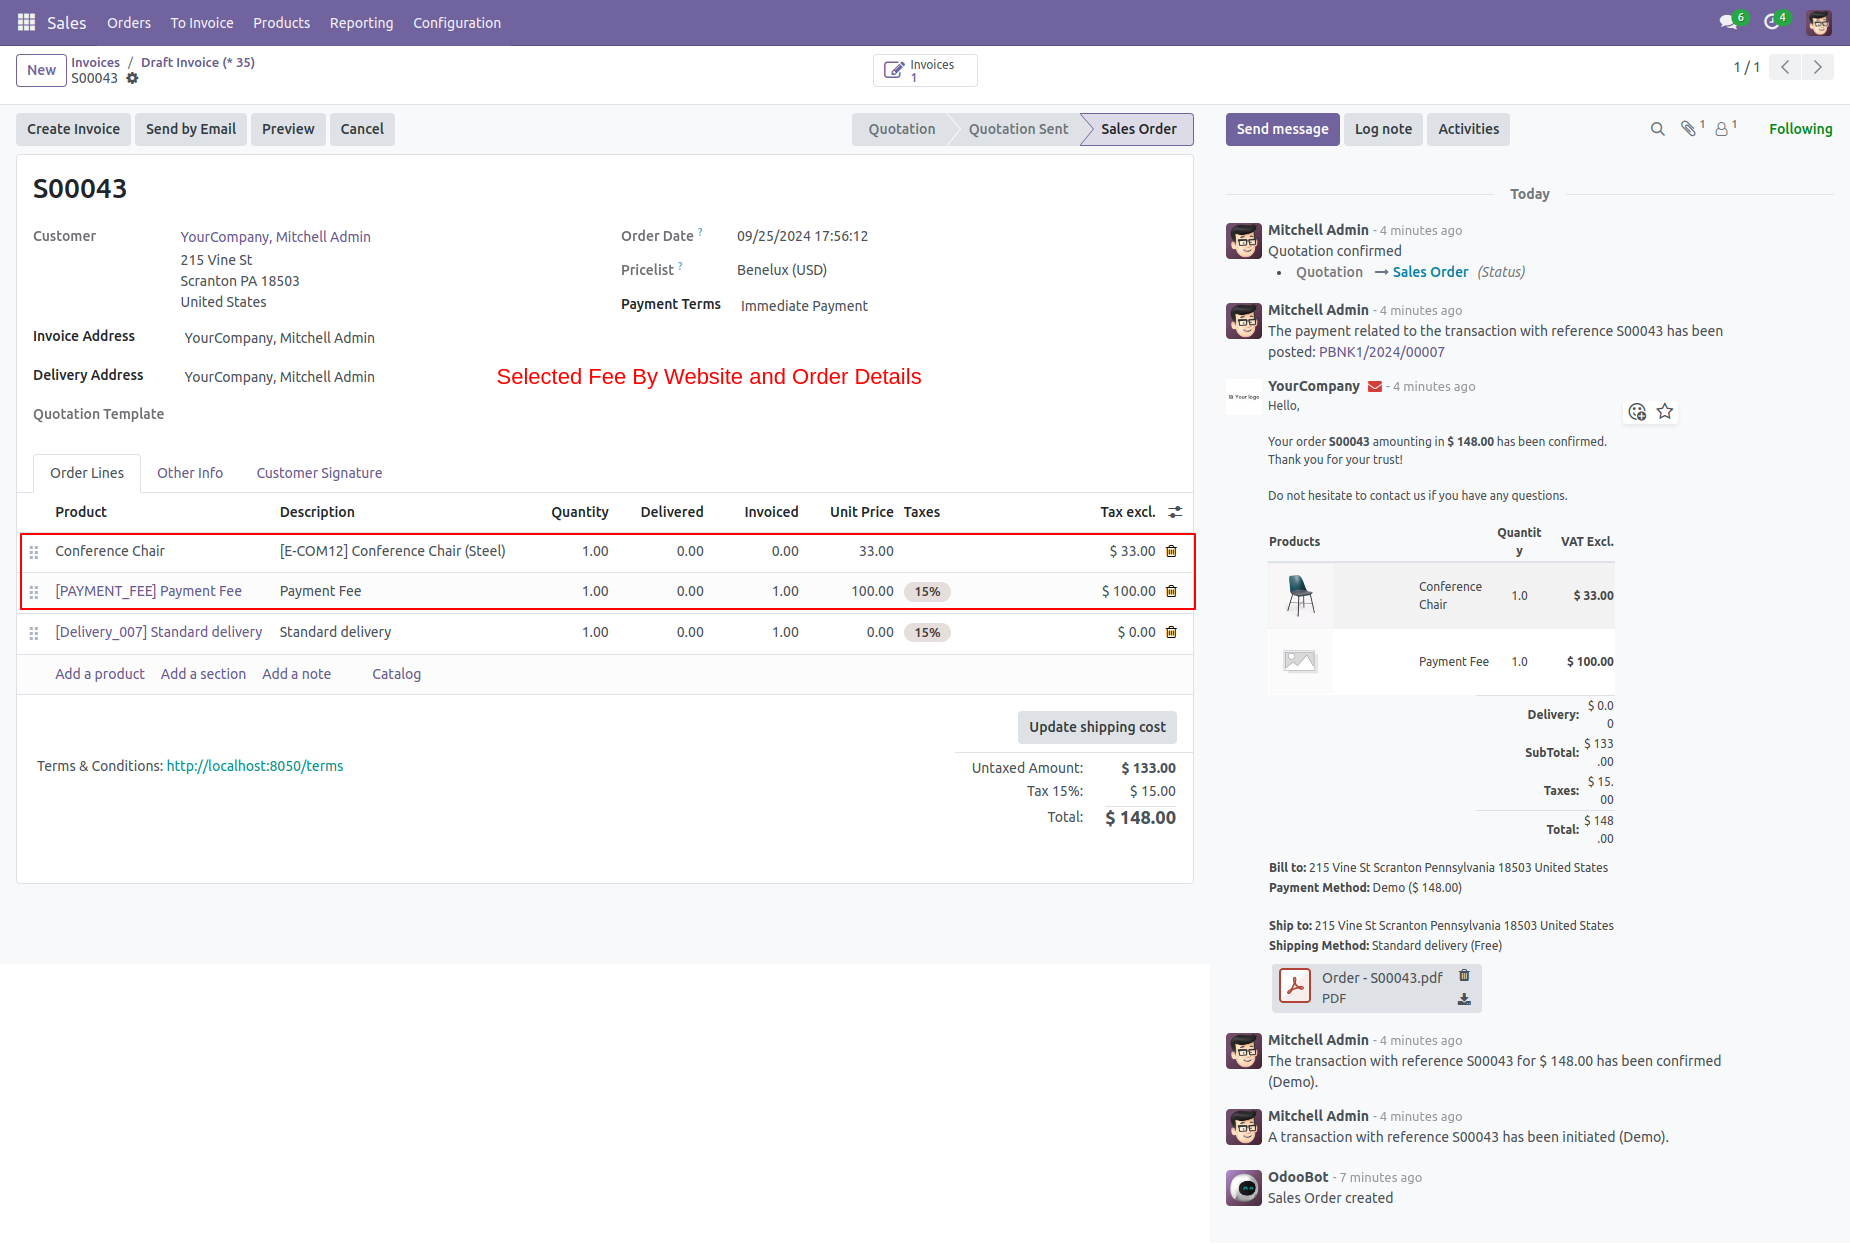 Sales Orders To Invoice Products Reporting Configuration 6 4
New Invoices / Draft Invoice (* 35)
S00043
Invoices
1
1 / 1
Create Invoice Send by Email Preview Cancel Quotation Quotation Sent Sales Order
S00043
Customer YourCompany, Mitchell Admin
215 Vine St
Scranton PA 18503
United States
Order Date ? 09/25/2024 17:56:12
Pricelist ? Benelux (USD)
Payment Terms Immediate Payment
Invoice Address YourCompany, Mitchell Admin
Delivery Address YourCompany, Mitchell Admin
Selected Fee By Website and Order Details
Quotation Template
Order Lines Other Info Customer Signature
Product Description Quantity Delivered Invoiced Unit Price Taxes Tax excl.
Conference Chair [E-COM12] Conference Chair (Steel) 1.00 0.00 0.00 33.00 $ 33.00
[PAYMENT_FEE] Payment Fee Payment Fee 1.00 0.00 1.00 100.00 15% $ 100.00
[Delivery_007] Standard delivery Standard delivery 1.00 0.00 1.00 0.00 15% $ 0.00
Add a product Add a section Add a note Catalog
Update shipping cost
Terms & Conditions: http://localhost:8050/terms
Untaxed Amount: $ 133.00
Tax 15%: $ 15.00
Total: $ 148.00
Send message Log note Activities 1 1 Following
Today
Mitchell Admin - 4 minutes ago
Quotation confirmed
• Quotation → Sales Order (Status)
Mitchell Admin - 4 minutes ago
The payment related to the transaction with reference S00043 has been
posted: PBNK1/2024/00007
Your logo
YourCompany - 4 minutes ago
Hello,
Your order S00043 amounting in $ 148.00 has been confirmed.
Thank you for your trust!
Do not hesitate to contact us if you have any questions.
Products Quantit
y VAT Excl.
Conference
Chair 1.0 $ 33.00
Payment Fee 1.0 $ 100.00
Delivery: $ 0.0
0
SubTotal: $ 133
.00
Taxes: $ 15.
00
Total: $ 148
.00
Bill to: 215 Vine St Scranton Pennsylvania 18503 United States
Payment Method: Demo ($ 148.00)
Ship to: 215 Vine St Scranton Pennsylvania 18503 United States
Shipping Method: Standard delivery (Free)
Order - S00043.pdf
PDF
Mitchell Admin - 4 minutes ago
The transaction with reference S00043 for $ 148.00 has been confirmed
(Demo).
Mitchell Admin - 4 minutes ago
A transaction with reference S00043 has been initiated (Demo).
OdooBot - 7 minutes ago
Sales Order created